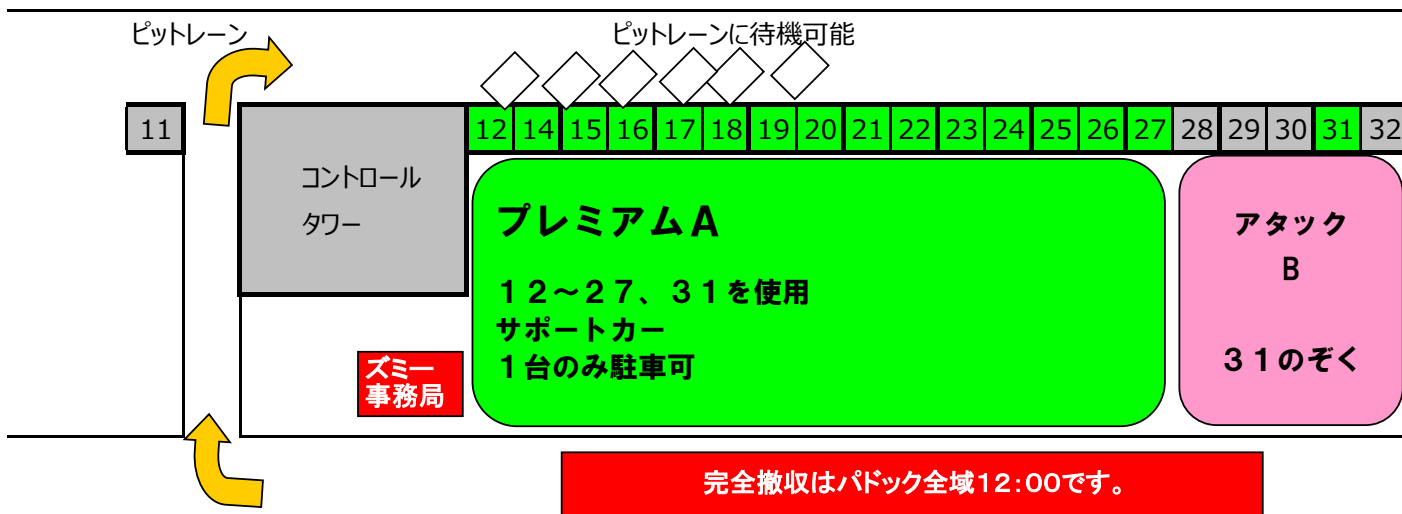 ピットレーン
ピットレーンに待機可能
11
12 14 15 16 17 18 19 20 21 22 23 24 25 26 27 28 29 30 31 32
コントロール
タワー
プレミアムA
12～27、31を使用
サポートカー
1台のみ駐車可
アタック
B
31のぞく
ズミー
事務局
完全撤収はパドック全域12:00です。